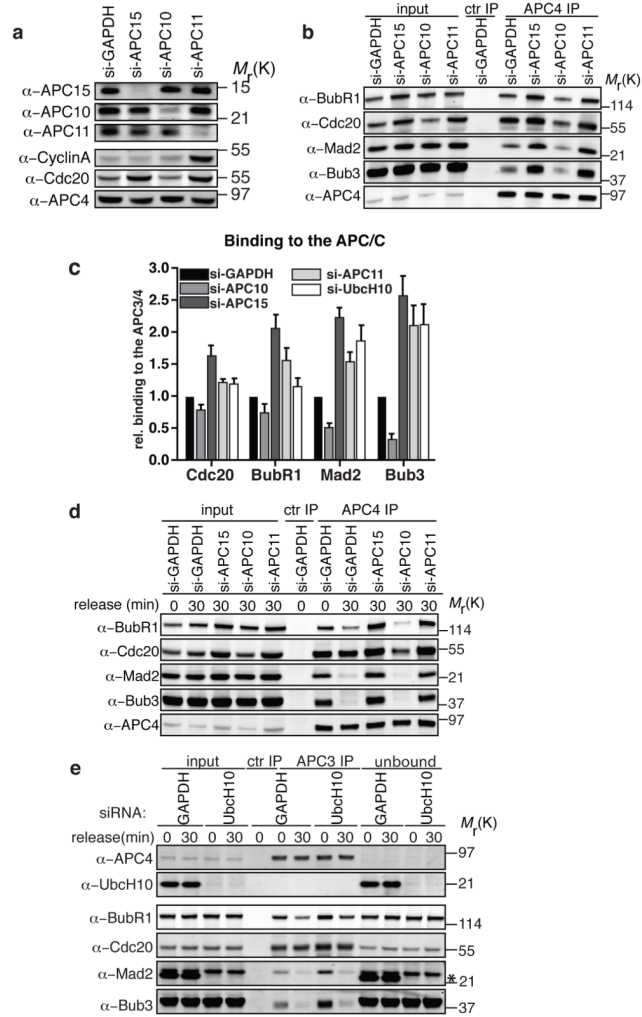 a
si-GAPDH
si-APC15
si-APC10
si-APC11
Mr(K)
α-APC15
15
α-APC10
21
α-APC11
α-CyclinA
55
α-Cdc20
55
α-APC4
97
b
input
ctr IP
APC4 IP
si-GAPDH
si-APC15
si-APC10
si-APC11
si-GAPDH
si-GAPDH
si-APC15
si-APC10
si-APC11
Mr(K)
α-BubR1
114
α-Cdc20
55
α-Mad2
21
α-Bub3
37
α-APC4
97
Binding to the APC/C
c
si-GAPDH
si-APC10
si-APC15
si-APC11
si-UbcH10
rel. binding to the APC3/4
3.0
2.5
2.0
1.5
1.0
0.5
0.0
Cdc20 BubR1 Mad2 Bub3
d
input
ctr IP
APC4 IP
si-GAPDH
si-GAPDH
si-APC15
si-APC10
si-APC11
si-GAPDH
si-GAPDH
si-GAPDH
si-APC15
si-APC10
si-APC11
release (min) 0 30 30 30 30 0 0 30 30 30 30
Mr(K)
α-BubR1
114
α-Cdc20
55
α-Mad2
21
α-Bub3
37
α-APC4
97
e
input
ctr IP
APC3 IP
unbound
siRNA:
GAPDH
UbcH10
GAPDH
UbcH10
GAPDH
UbcH10
release(min) 0 30 0 30 0 0 30 0 30 0 30 0 30
Mr(K)
α-APC4
97
α-UbcH10
21
α-BubR1
114
α-Cdc20
55
α-Mad2
*
21
α-Bub3
37